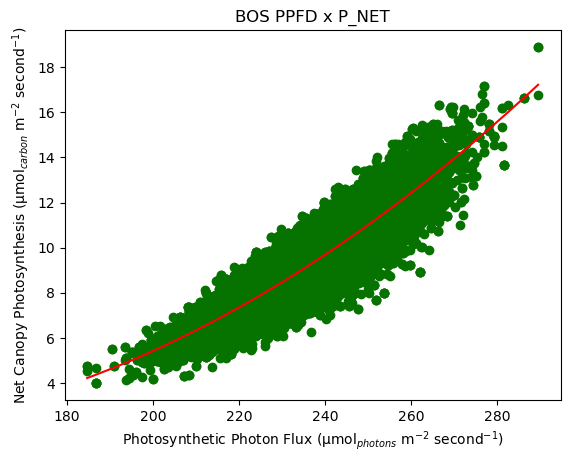 BOS PPFD x P_NET
Net Canopy Photosynthesis (μmol_carbon m⁻² second⁻¹)
18
16
14
12
10
8
6
4
180 200 220 240 260 280
Photosynthetic Photon Flux (μmol_photons m⁻² second⁻¹)